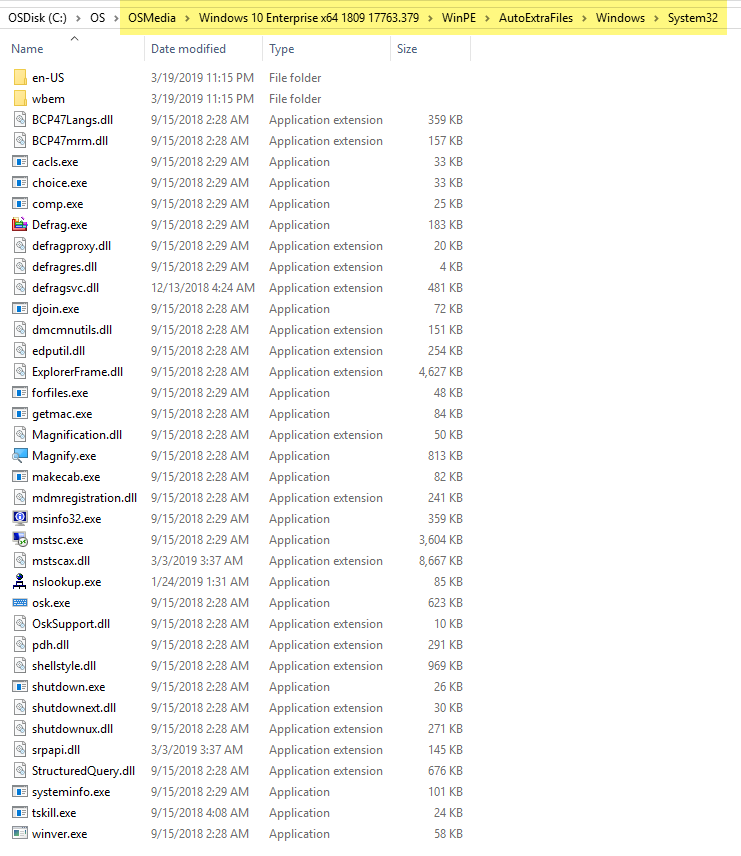 OSDisk (C:) > OS > OSMedia > Windows 10 Enterprise x64 1809 17763.379 > WinPE > AutoExtraFiles > Windows > System32
Name Date modified Type Size
en-US 3/19/2019 11:15 PM File folder
wbem 3/19/2019 11:15 PM File folder
BCP47Langs.dll 9/15/2018 2:28 AM Application extension 359 KB
BCP47mrm.dll 9/15/2018 2:28 AM Application extension 157 KB
cacls.exe 9/15/2018 2:29 AM Application 33 KB
choice.exe 9/15/2018 2:29 AM Application 33 KB
comp.exe 9/15/2018 2:29 AM Application 25 KB
Defrag.exe 9/15/2018 2:29 AM Application 183 KB
defragproxy.dll 9/15/2018 2:29 AM Application extension 20 KB
defragres.dll 9/15/2018 2:29 AM Application extension 4 KB
defragsvc.dll 12/13/2018 4:24 AM Application extension 481 KB
djoin.exe 9/15/2018 2:28 AM Application 72 KB
dmcmnutils.dll 9/15/2018 2:28 AM Application extension 151 KB
edputil.dll 9/15/2018 2:28 AM Application extension 254 KB
ExplorerFrame.dll 9/15/2018 2:28 AM Application extension 4,627 KB
forfiles.exe 9/15/2018 2:29 AM Application 48 KB
getmac.exe 9/15/2018 2:28 AM Application 84 KB
Magnification.dll 9/15/2018 2:28 AM Application extension 50 KB
Magnify.exe 9/15/2018 2:28 AM Application 813 KB
makecab.exe 9/15/2018 2:28 AM Application 82 KB
mdmregistration.dll 9/15/2018 2:28 AM Application extension 241 KB
msinfo32.exe 9/15/2018 2:29 AM Application 359 KB
mstsc.exe 9/15/2018 2:29 AM Application 3,604 KB
mstscax.dll 3/3/2019 3:37 AM Application extension 8,667 KB
nslookup.exe 1/24/2019 1:31 AM Application 85 KB
osk.exe 9/15/2018 2:28 AM Application 623 KB
OskSupport.dll 9/15/2018 2:28 AM Application extension 10 KB
pdh.dll 9/15/2018 2:28 AM Application extension 291 KB
shellstyle.dll 9/15/2018 2:28 AM Application extension 969 KB
shutdown.exe 9/15/2018 2:28 AM Application 26 KB
shutdownext.dll 9/15/2018 2:28 AM Application extension 30 KB
shutdownux.dll 9/15/2018 2:28 AM Application extension 271 KB
srpapi.dll 3/3/2019 3:37 AM Application extension 145 KB
StructuredQuery.dll 9/15/2018 2:28 AM Application extension 676 KB
systeminfo.exe 9/15/2018 2:29 AM Application 101 KB
tskill.exe 9/15/2018 4:08 AM Application 24 KB
winver.exe 9/15/2018 2:28 AM Application 58 KB